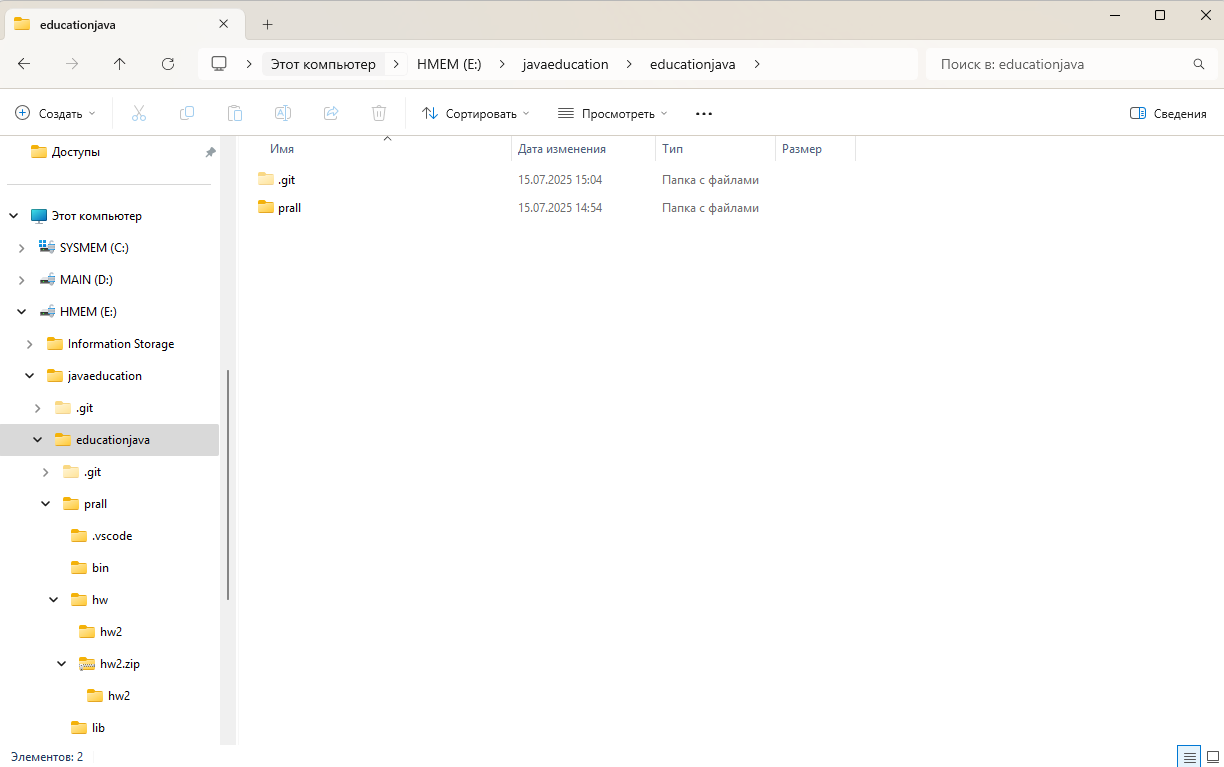 educationjava
Этот компьютер
HMEM (E:)
javaeducation
educationjava
Поиск в: educationjava
Создать
Сортировать
Просмотреть
Сведения
Доступы
Этот компьютер
SYSMEM (C:)
MAIN (D:)
HMEM (E:)
Information Storage
javaeducation
.git
educationjava
.git
prall
.vscode
bin
hw
hw2
hw2.zip
hw2
lib
Имя Дата изменения Тип Размер
.git 15.07.2025 15:04 Папка с файлами
prall 15.07.2025 14:54 Папка с файлами
Элементов: 2